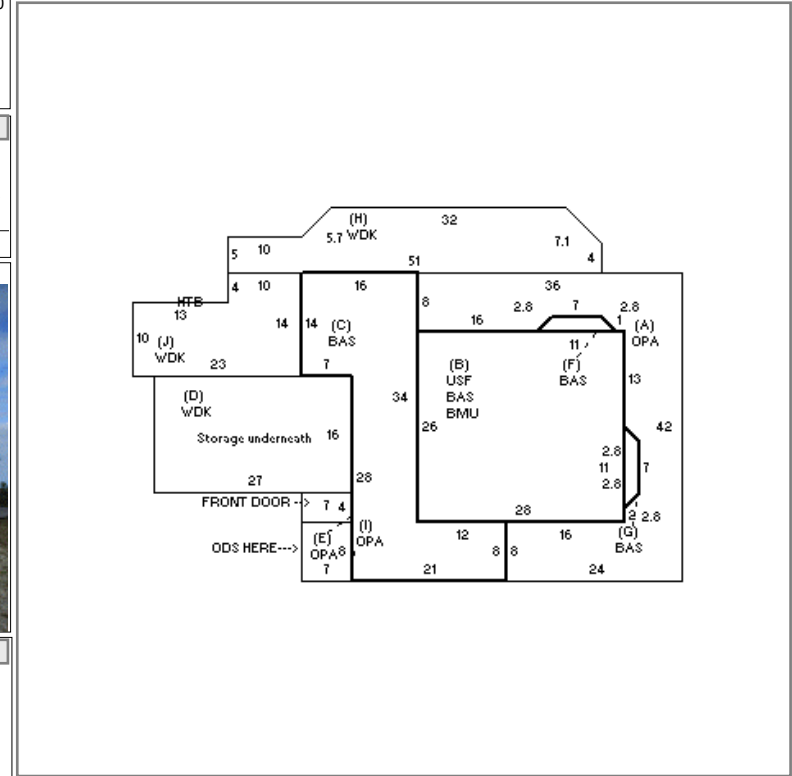 (H)
WDK
32
5.7
7.1
5
10
4
51
4
10
16
36
HTB
13
8
2.8
7
2.8
16
1
(A)
OPA
14
14
(C)
BAS
10
(J)
WDK
11
23
7
(B)
USF
BAS
BMU
(F)
BAS
13
(D)
WDK
34
26
42
Storage underneath
16
2.8
11
7
2.8
27
28
FRONT DOOR -->
7
4
28
2
2.8
(I)
OPA
12
16
(G)
BAS
(E)
OPA
8
ODS HERE--->
8
8
7
21
24